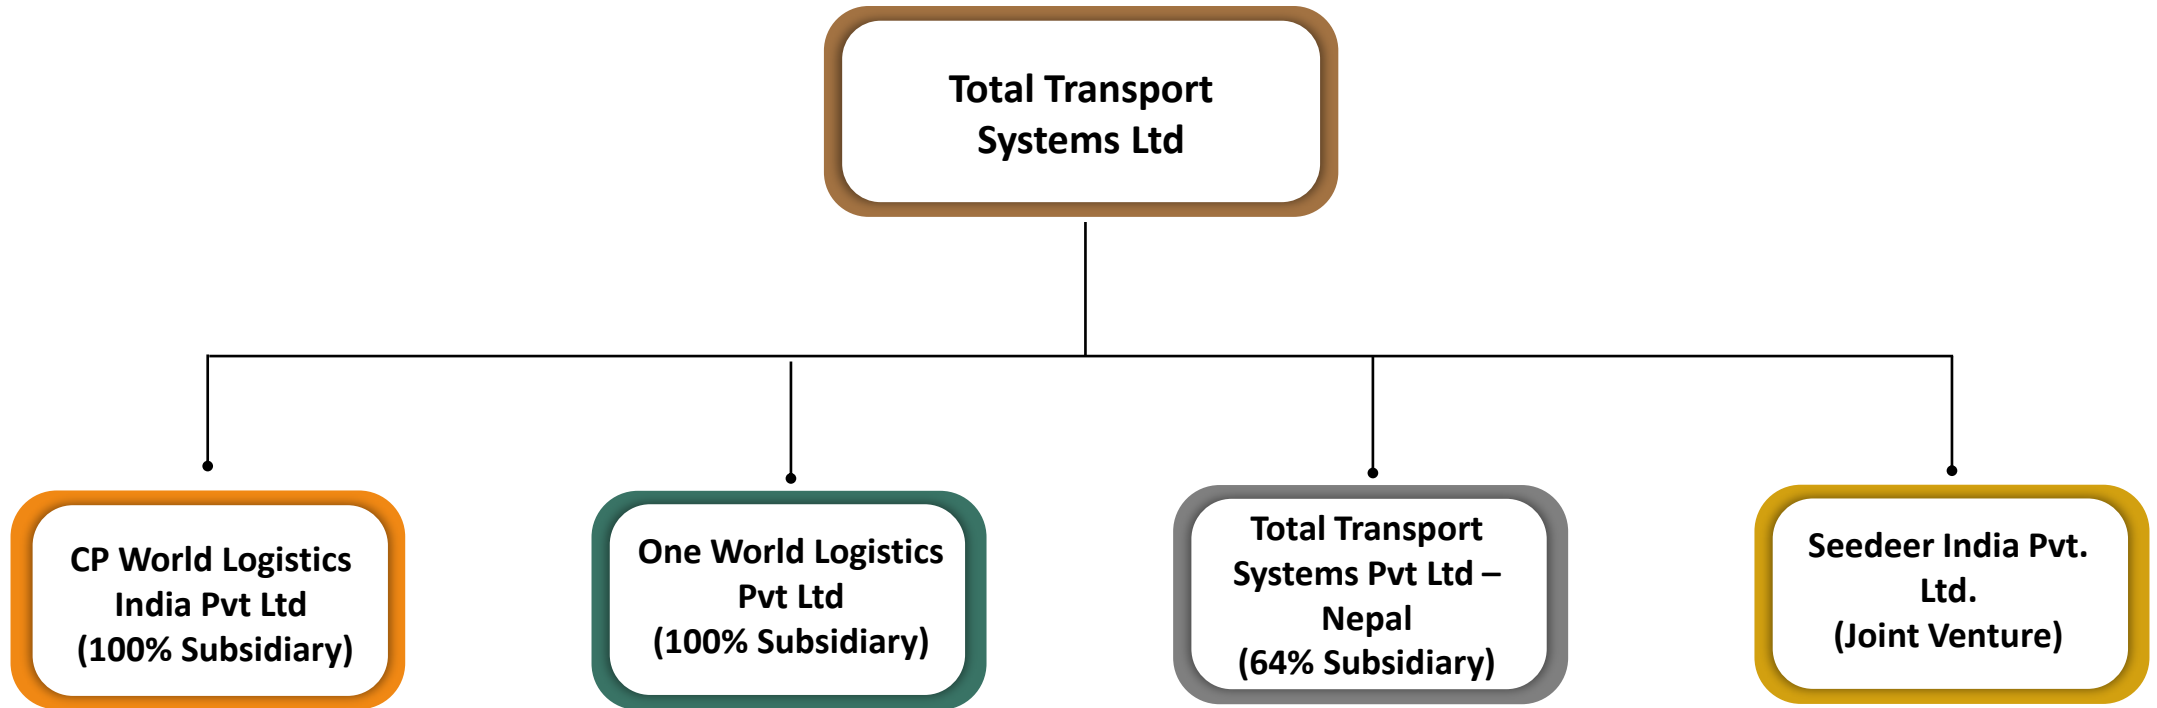 Total Transport
Systems Ltd
CP World Logistics
India Pvt Ltd
(100% Subsidiary)
One World Logistics
Pvt Ltd
(100% Subsidiary)
Total Transport
Systems Pvt Ltd –
Nepal
(64% Subsidiary)
Seedeer India Pvt.
Ltd.
(Joint Venture)